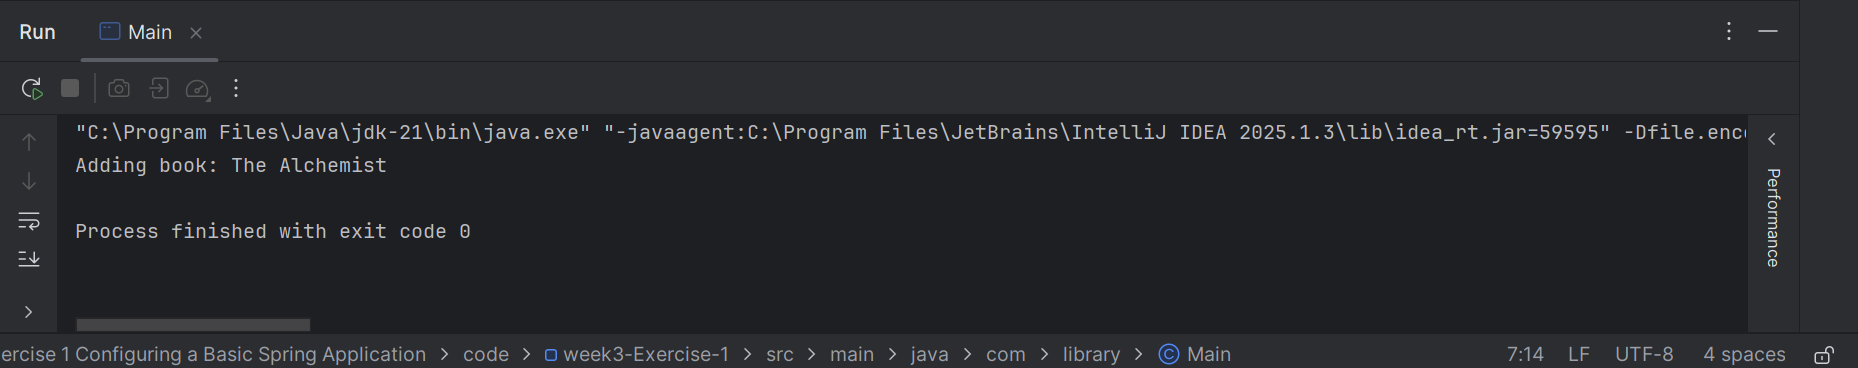 Run Main
"C:\Program Files\Java\jdk-21\bin\java.exe" "-javaagent:C:\Program Files\JetBrains\IntelliJ IDEA 2025.1.3\lib\idea_rt.jar=59595" -Dfile.enc
Adding book: The Alchemist
Process finished with exit code 0
Performance
ercise 1 Configuring a Basic Spring Application > code > week3-Exercise-1 > src > main > java > com > library > Main 7:14 LF UTF-8 4 spaces